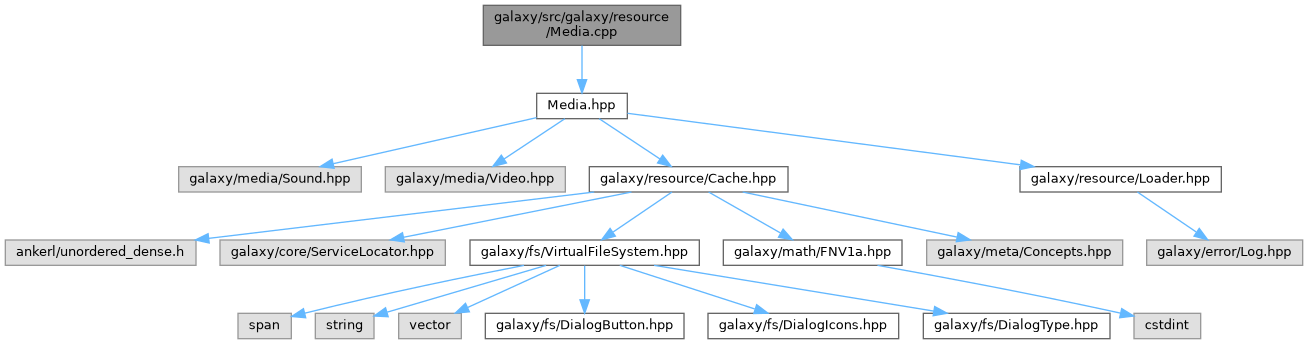 galaxy/src/galaxy/resource
/Media.cpp
Media.hpp
galaxy/media/Sound.hpp
galaxy/media/Video.hpp
galaxy/resource/Cache.hpp
galaxy/resource/Loader.hpp
ankerl/unordered_dense.h
galaxy/core/ServiceLocator.hpp
galaxy/fs/VirtualFileSystem.hpp
galaxy/math/FNV1a.hpp
galaxy/meta/Concepts.hpp
galaxy/error/Log.hpp
span
string
vector
galaxy/fs/DialogButton.hpp
galaxy/fs/DialogIcons.hpp
galaxy/fs/DialogType.hpp
cstdint